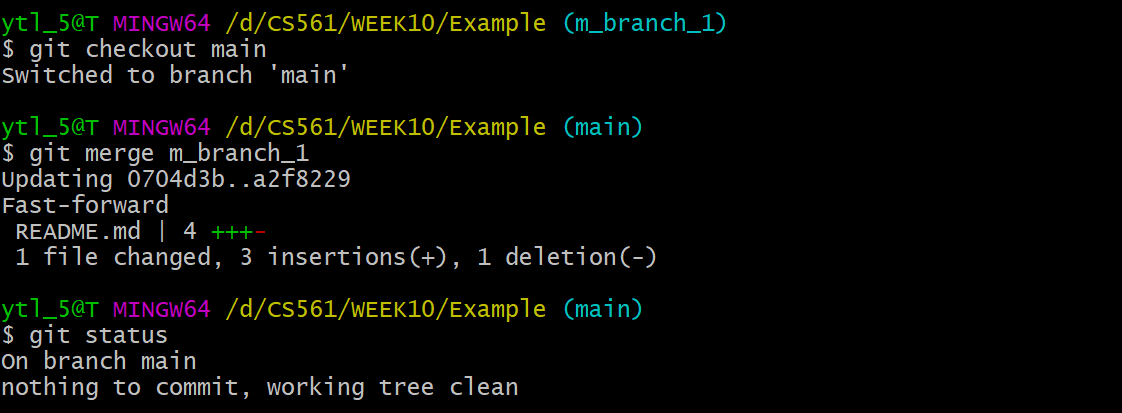 ytl_5@T MINGW64 /d/CS561/WEEK10/Example (m_branch_1)
$ git checkout main
Switched to branch 'main'
ytl_5@T MINGW64 /d/CS561/WEEK10/Example (main)
$ git merge m_branch_1
Updating 0704d3b..a2f8229
Fast-forward
 README.md | 4 +++-
 1 file changed, 3 insertions(+), 1 deletion(-)
ytl_5@T MINGW64 /d/CS561/WEEK10/Example (main)
$ git status
On branch main
nothing to commit, working tree clean